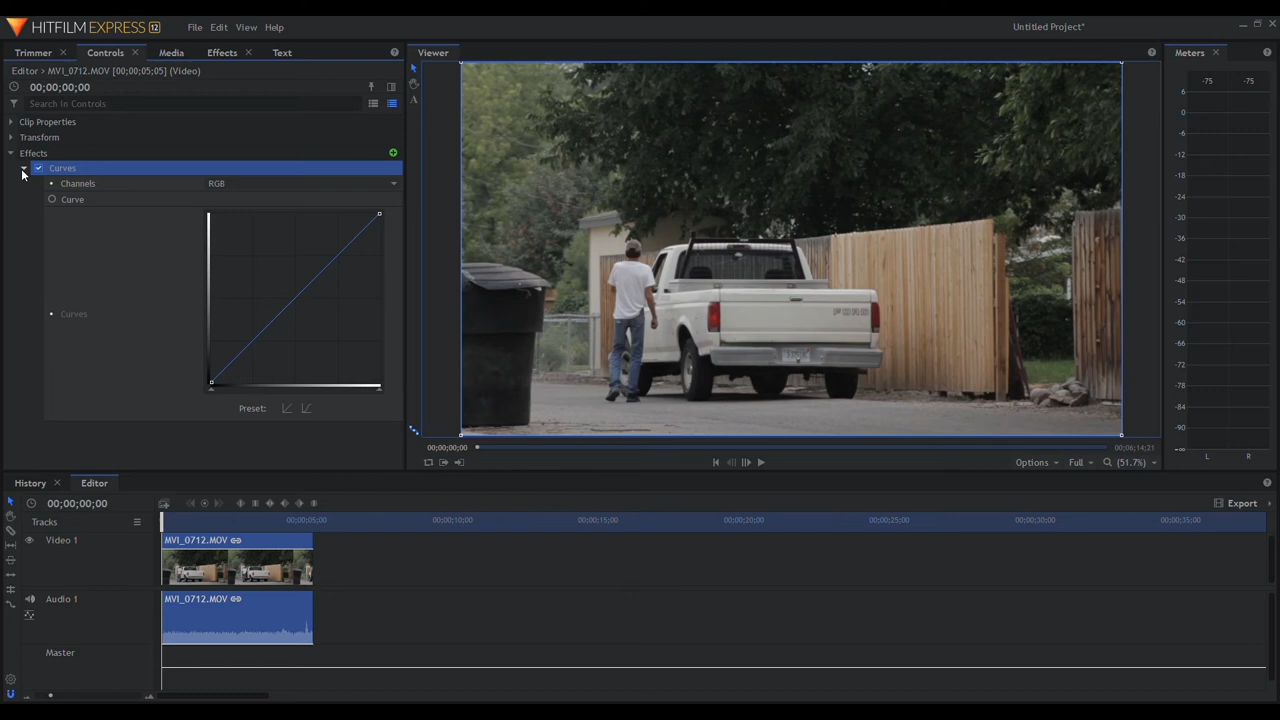 HITFILM EXPRESS 12 File Edit View Help Untitled Project*
Trimmer Controls Media Effects Text
Editor > MVI_0712.MOV [00;00;05;05] (Video)
00;00;00;00
Search In Controls
Clip Properties
Transform
Effects
Curves
Channels RGB
Curve
Curves
Preset:
Viewer
FORD
00;00;00;00 00;06;14;21
Options Full (51.7%)
Meters
-75 -75
6
0
-6
-12
-18
-24
-30
-36
-42
-48
-54
-60
-66
-72
-78
-84
-90
-∞
L R
History Editor
00;00;00;00 Export
Tracks 00;00;05;00 00;00;10;00 00;00;15;00 00;00;20;00 00;00;25;00 00;00;30;00 00;00;35;00
Video 1 MVI_0712.MOV
Audio 1 MVI_0712.MOV
Master